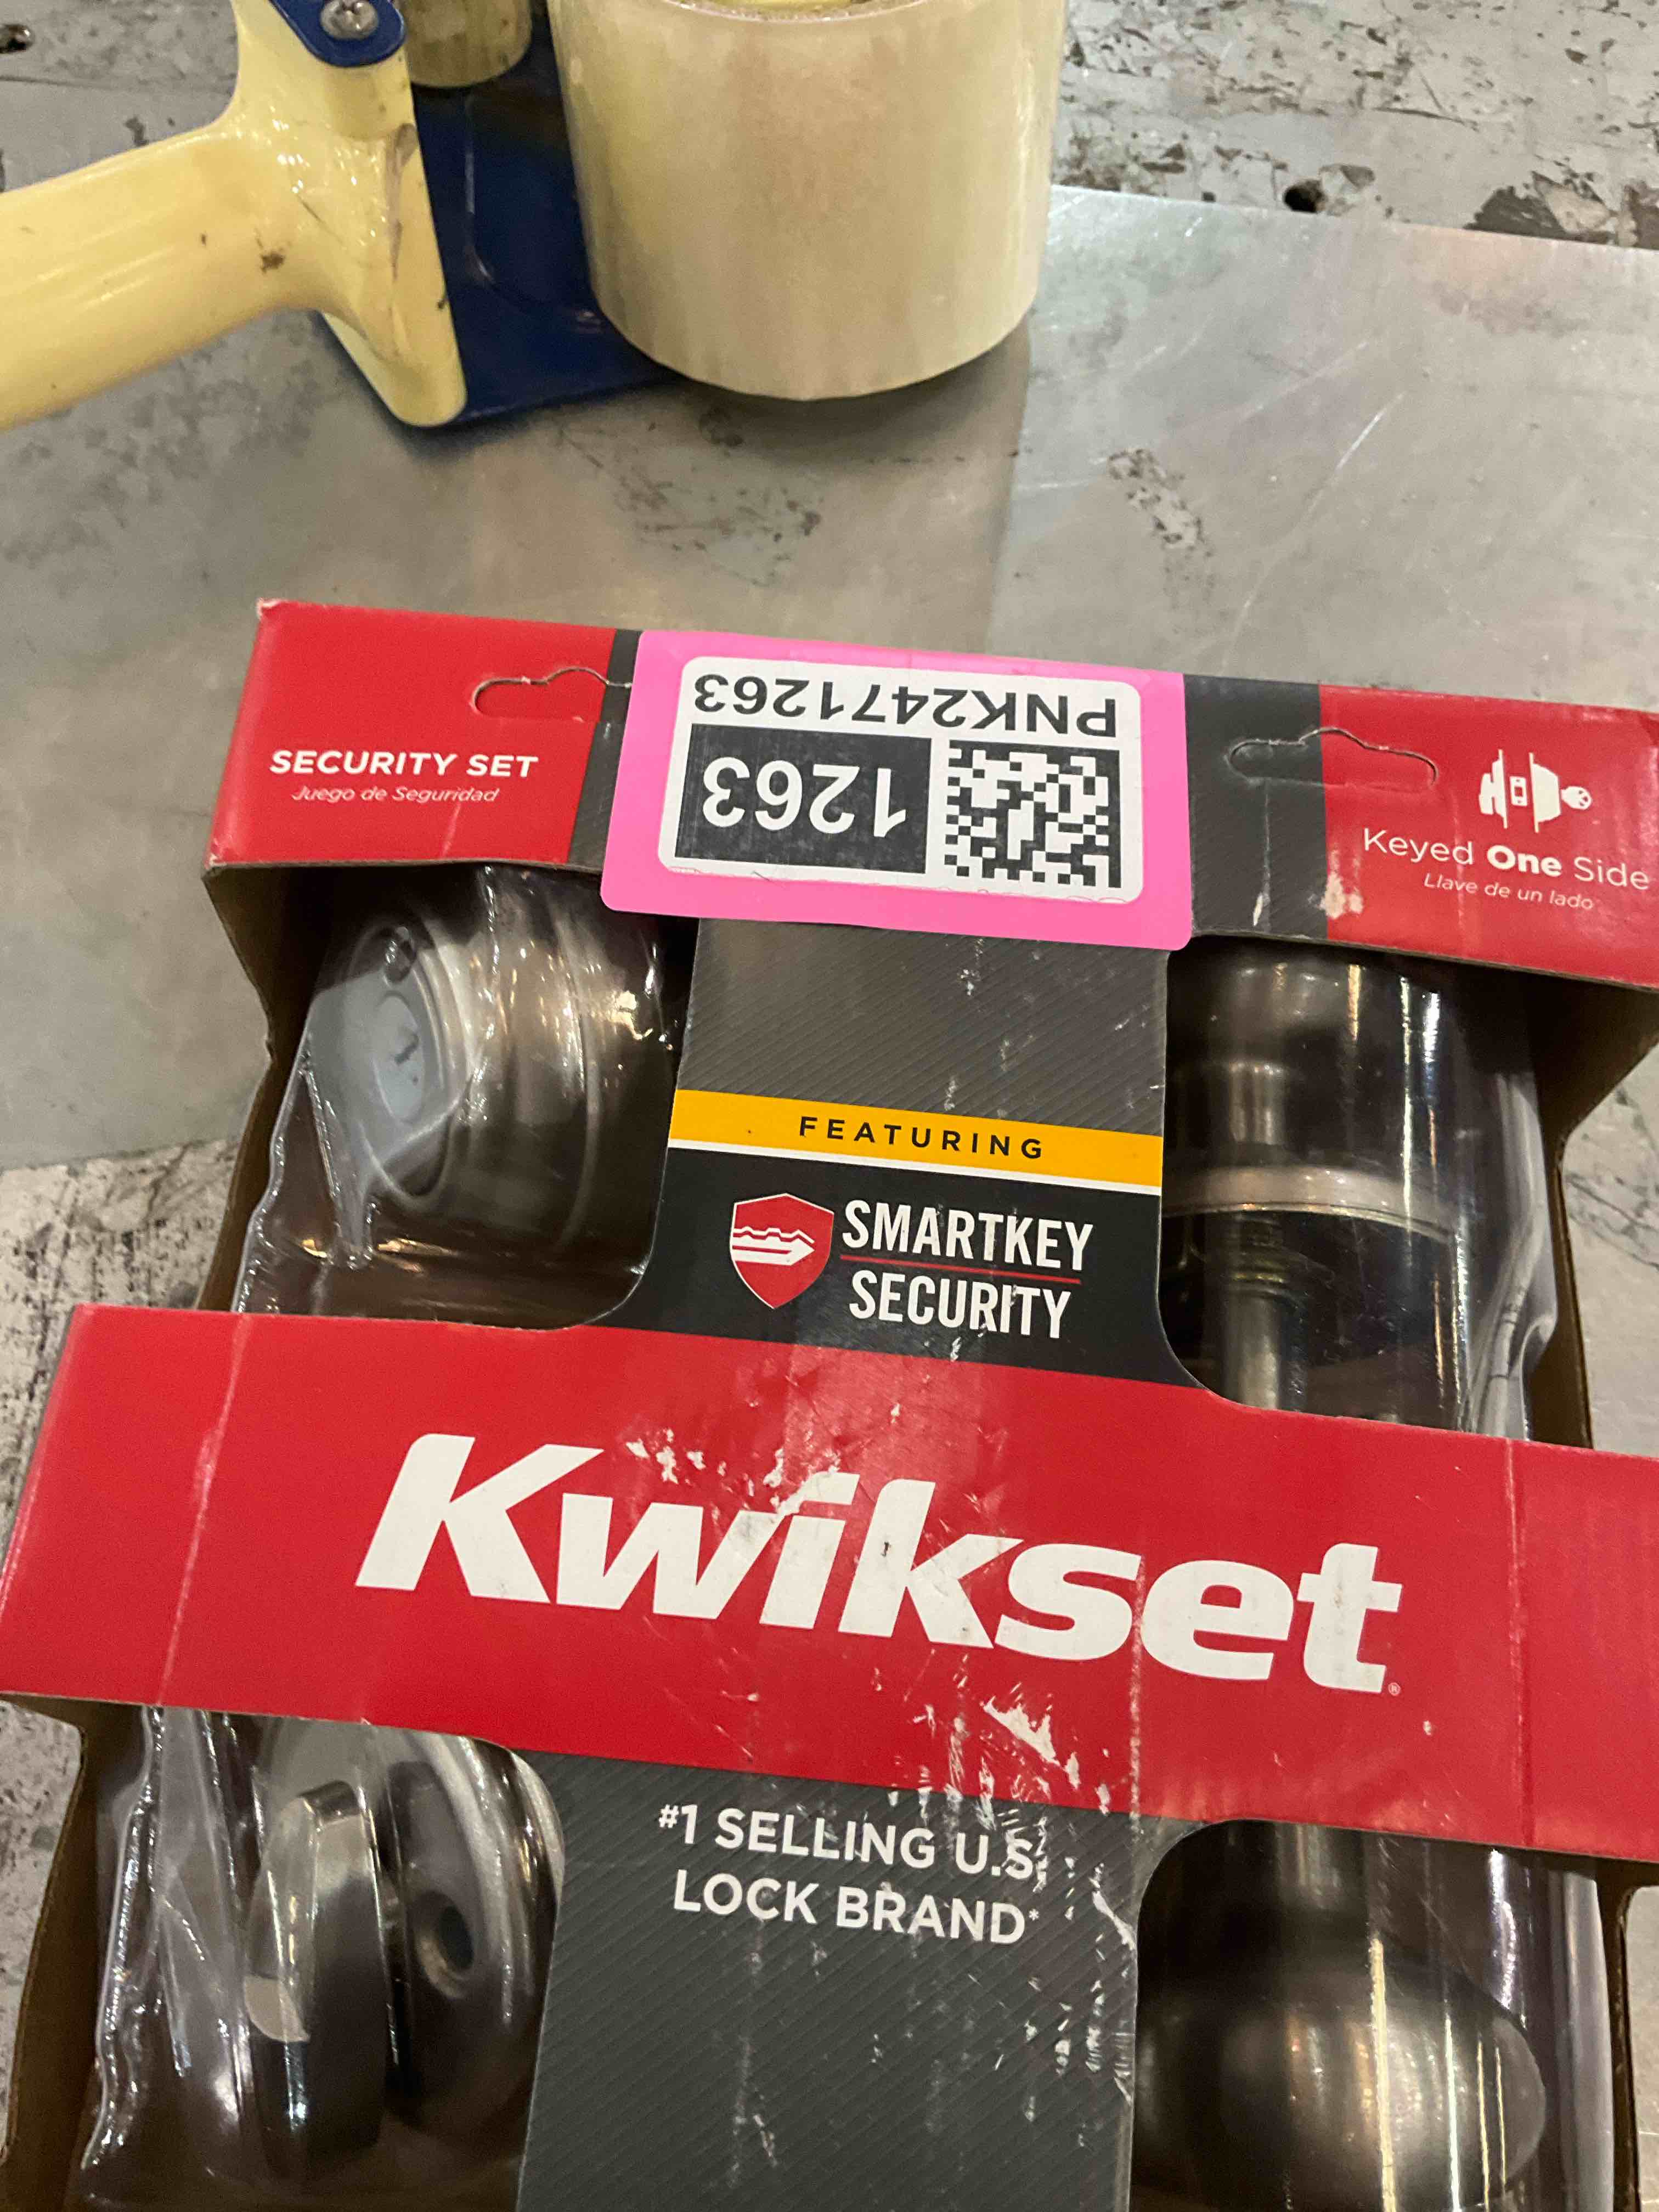 SECURITY SET
Juego de Seguridad
PNK2471263
1263
Keyed One Side
Llave de un lado
FEATURING
SMARTKEY
SECURITY
Kwikset®
#1 SELLING U.S.
LOCK BRAND*